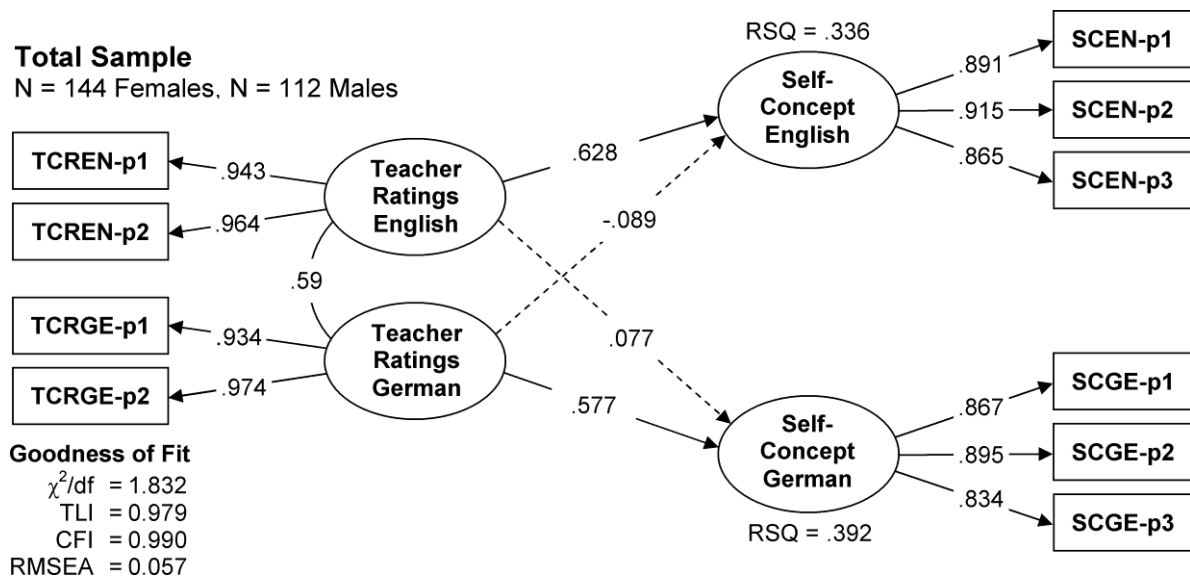 Total Sample
N = 144 Females, N = 112 Males
TCREN-p1
TCREN-p2
.943
.964
Teacher
Ratings
English
.59
TCRGE-p1
TCRGE-p2
.934
.974
Teacher
Ratings
German
.628
-.089
.077
.577
RSQ = .336
Self-
Concept
English
.891
.915
.865
SCEN-p1
SCEN-p2
SCEN-p3
Self-
Concept
German
RSQ = .392
.867
.895
.834
SCGE-p1
SCGE-p2
SCGE-p3
Goodness of Fit
χ²/df = 1.832
TLI = 0.979
CFI = 0.990
RMSEA = 0.057